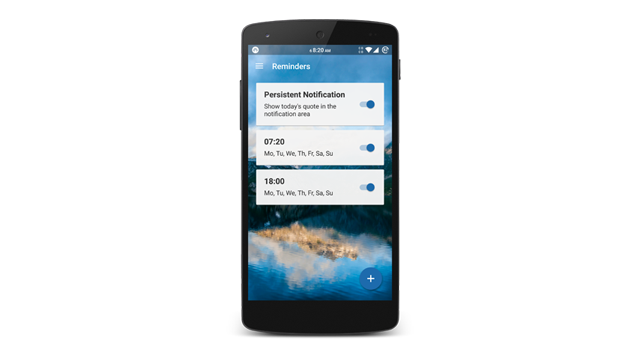 8:20 AM
Reminders
Persistent Notification
Show today's quote in the
notification area
07:20
Mo, Tu, We, Th, Fr, Sa, Su
18:00
Mo, Tu, We, Th, Fr, Sa, Su
+